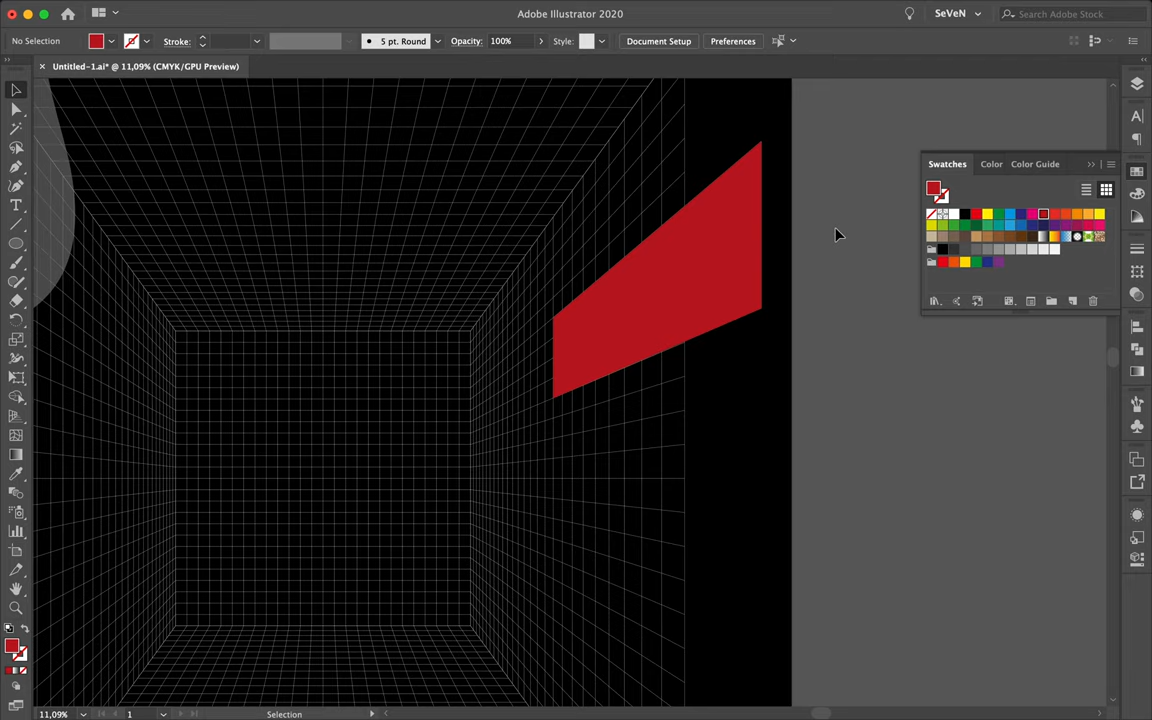 Adobe Illustrator 2020
SeVeN
Search Adobe Stock
No Selection
Stroke:
5 pt. Round
Opacity: 100%
Style:
Document Setup
Preferences
Untitled-1.ai* @ 11,09% (CMYK/GPU Preview)
Swatches
Color
Color Guide
11,09%
1
Selection